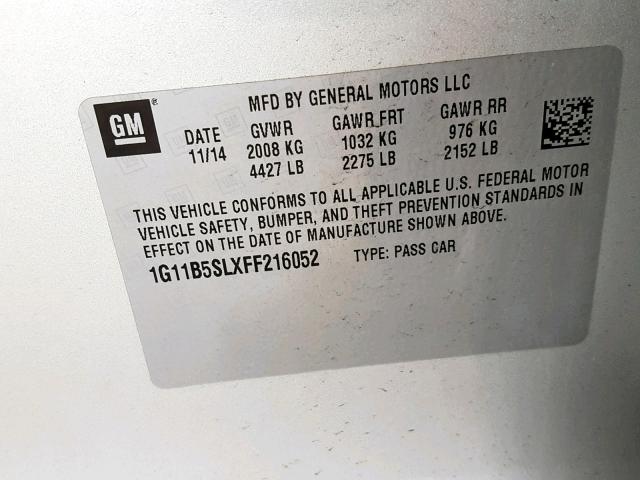 GM®
MFD BY GENERAL MOTORS LLC
DATE GVWR GAWR FRT GAWR RR
11/14 2008 KG 1032 KG 976 KG
4427 LB 2275 LB 2152 LB
THIS VEHICLE CONFORMS TO ALL APPLICABLE U.S. FEDERAL MOTOR
VEHICLE SAFETY, BUMPER, AND THEFT PREVENTION STANDARDS IN
EFFECT ON THE DATE OF MANUFACTURE SHOWN ABOVE.
1G11B5SLXFF216052 TYPE: PASS CAR